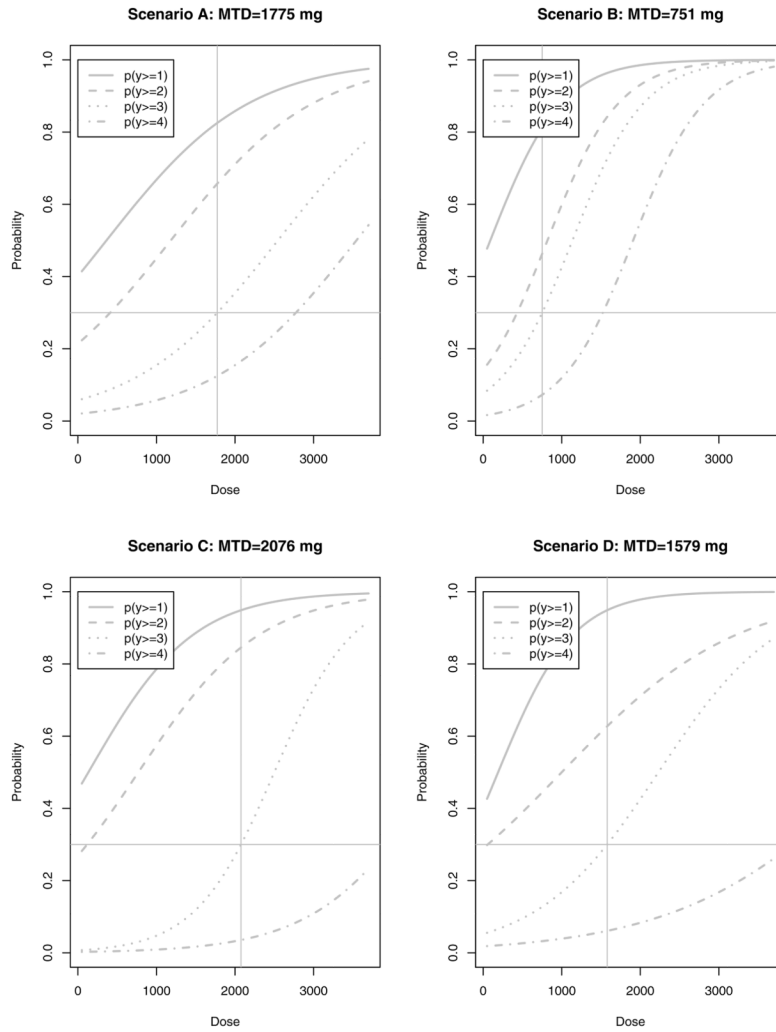 Scenario A: MTD=1775 mg
p(y>=1)
p(y>=2)
p(y>=3)
p(y>=4)
Probability
0.0
0.2
0.4
0.6
0.8
1.0
0
1000
2000
3000
Dose
Scenario B: MTD=751 mg
p(y>=1)
p(y>=2)
p(y>=3)
p(y>=4)
Probability
0.0
0.2
0.4
0.6
0.8
1.0
0
1000
2000
3000
Dose
Scenario C: MTD=2076 mg
p(y>=1)
p(y>=2)
p(y>=3)
p(y>=4)
Probability
0.0
0.2
0.4
0.6
0.8
1.0
0
1000
2000
3000
Dose
Scenario D: MTD=1579 mg
p(y>=1)
p(y>=2)
p(y>=3)
p(y>=4)
Probability
0.0
0.2
0.4
0.6
0.8
1.0
0
1000
2000
3000
Dose